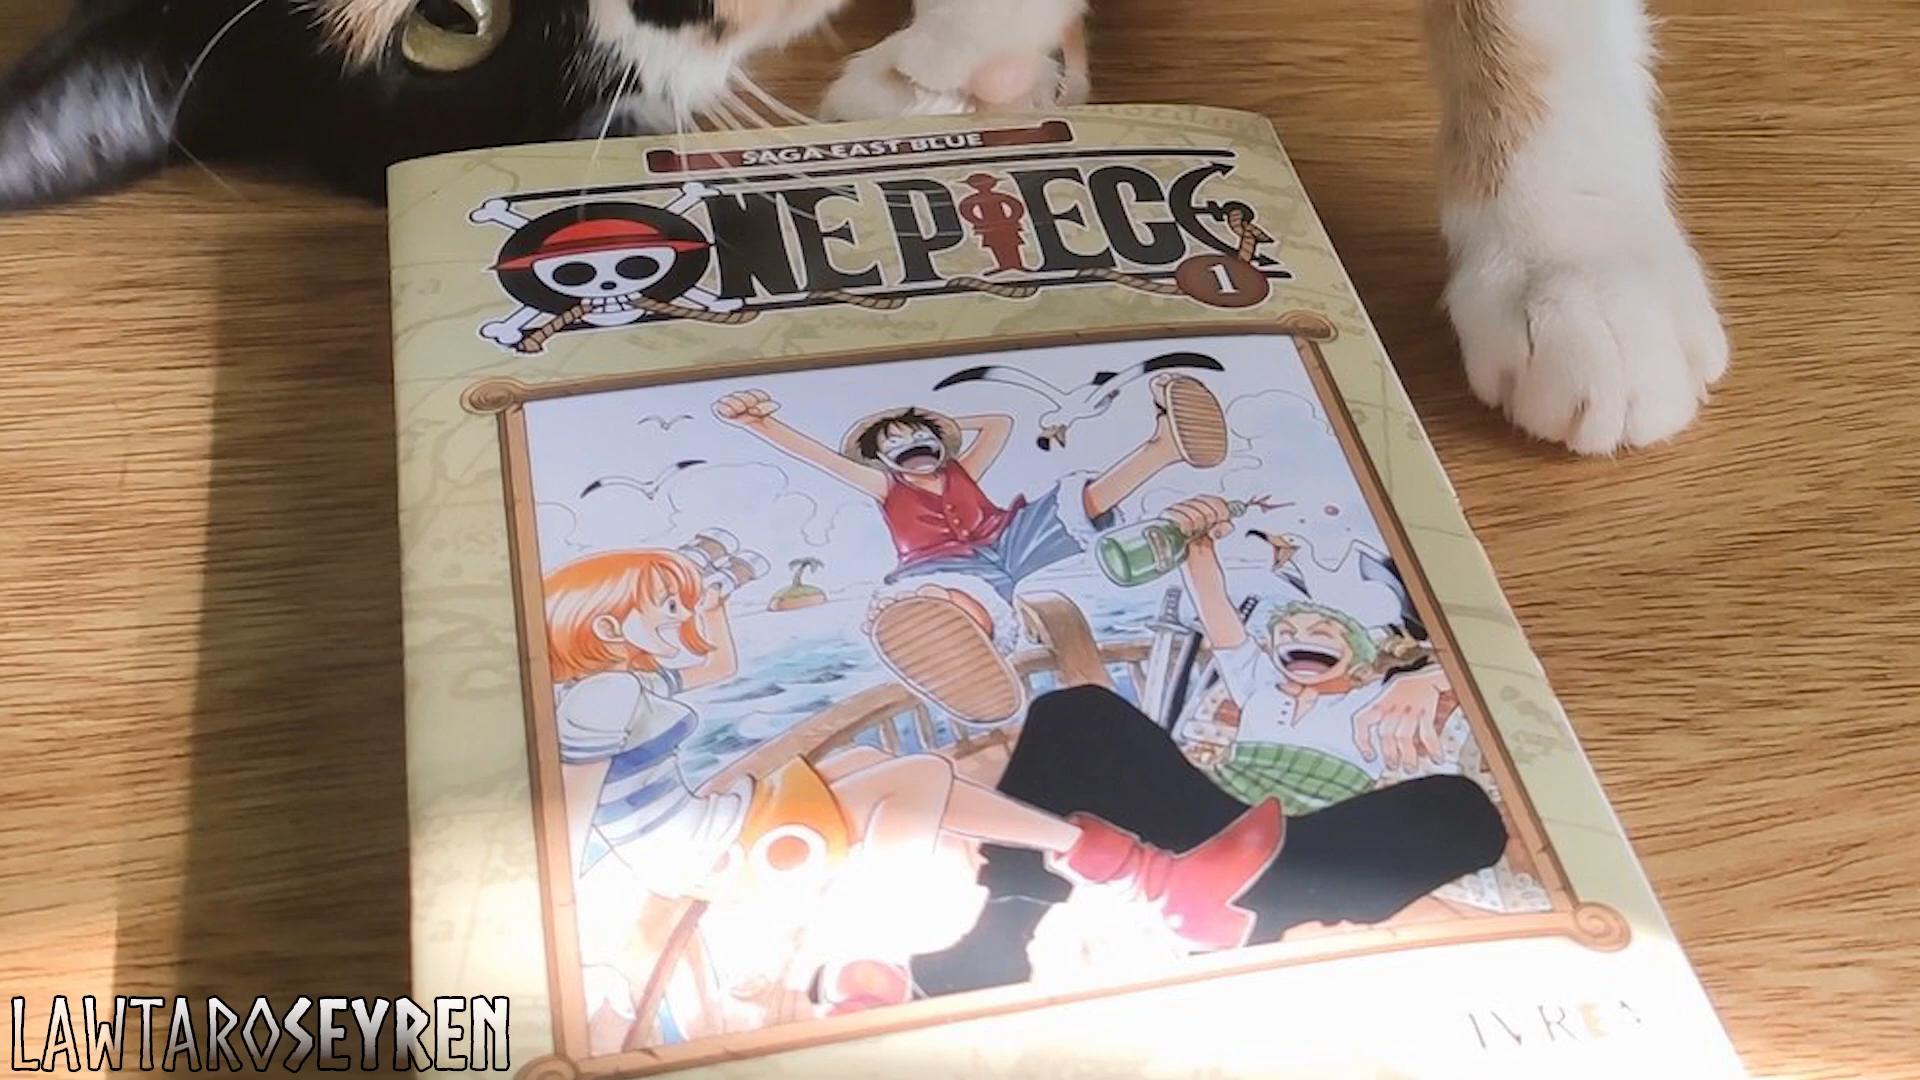 SAGA EAST BLUE
ONE PIECE
1
IVREA
LAWTAROSEYREN